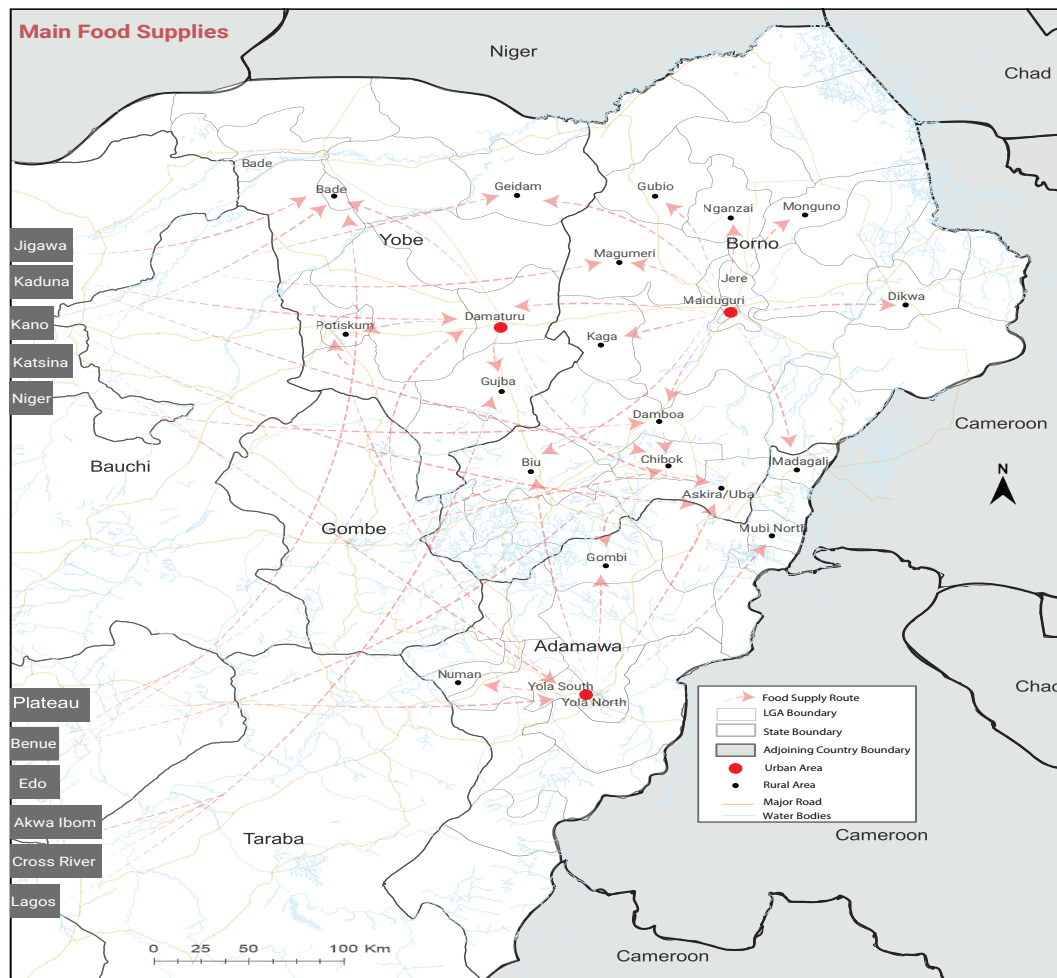 Main Food Supplies
Niger
Chad
Bade
Bade
Geidam
Gubio
Nganzai
Monguno
Jigawa
Yobe
Borno
Magumeri
Kaduna
Jere
Maiduguri
Dikwa
Kano
Potiskum
Damaturu
Kaga
Katsina
Gujba
Niger
Damboa
Cameroon
Bauchi
Biu
Chibok
Madagali
N
Askira/Uba
Gombe
Mubi North
Gombi
Adamawa
Numan
Yola South
Yola North
Chad
Plateau
Benue
Edo
Akwa Ibom
Cross River
Lagos
Taraba
Food Supply Route
LGA Boundary
State Boundary
Adjoining Country Boundary
Urban Area
Rural Area
Major Road
Water Bodies
Cameroon
0 25 50 100 Km
Cameroon